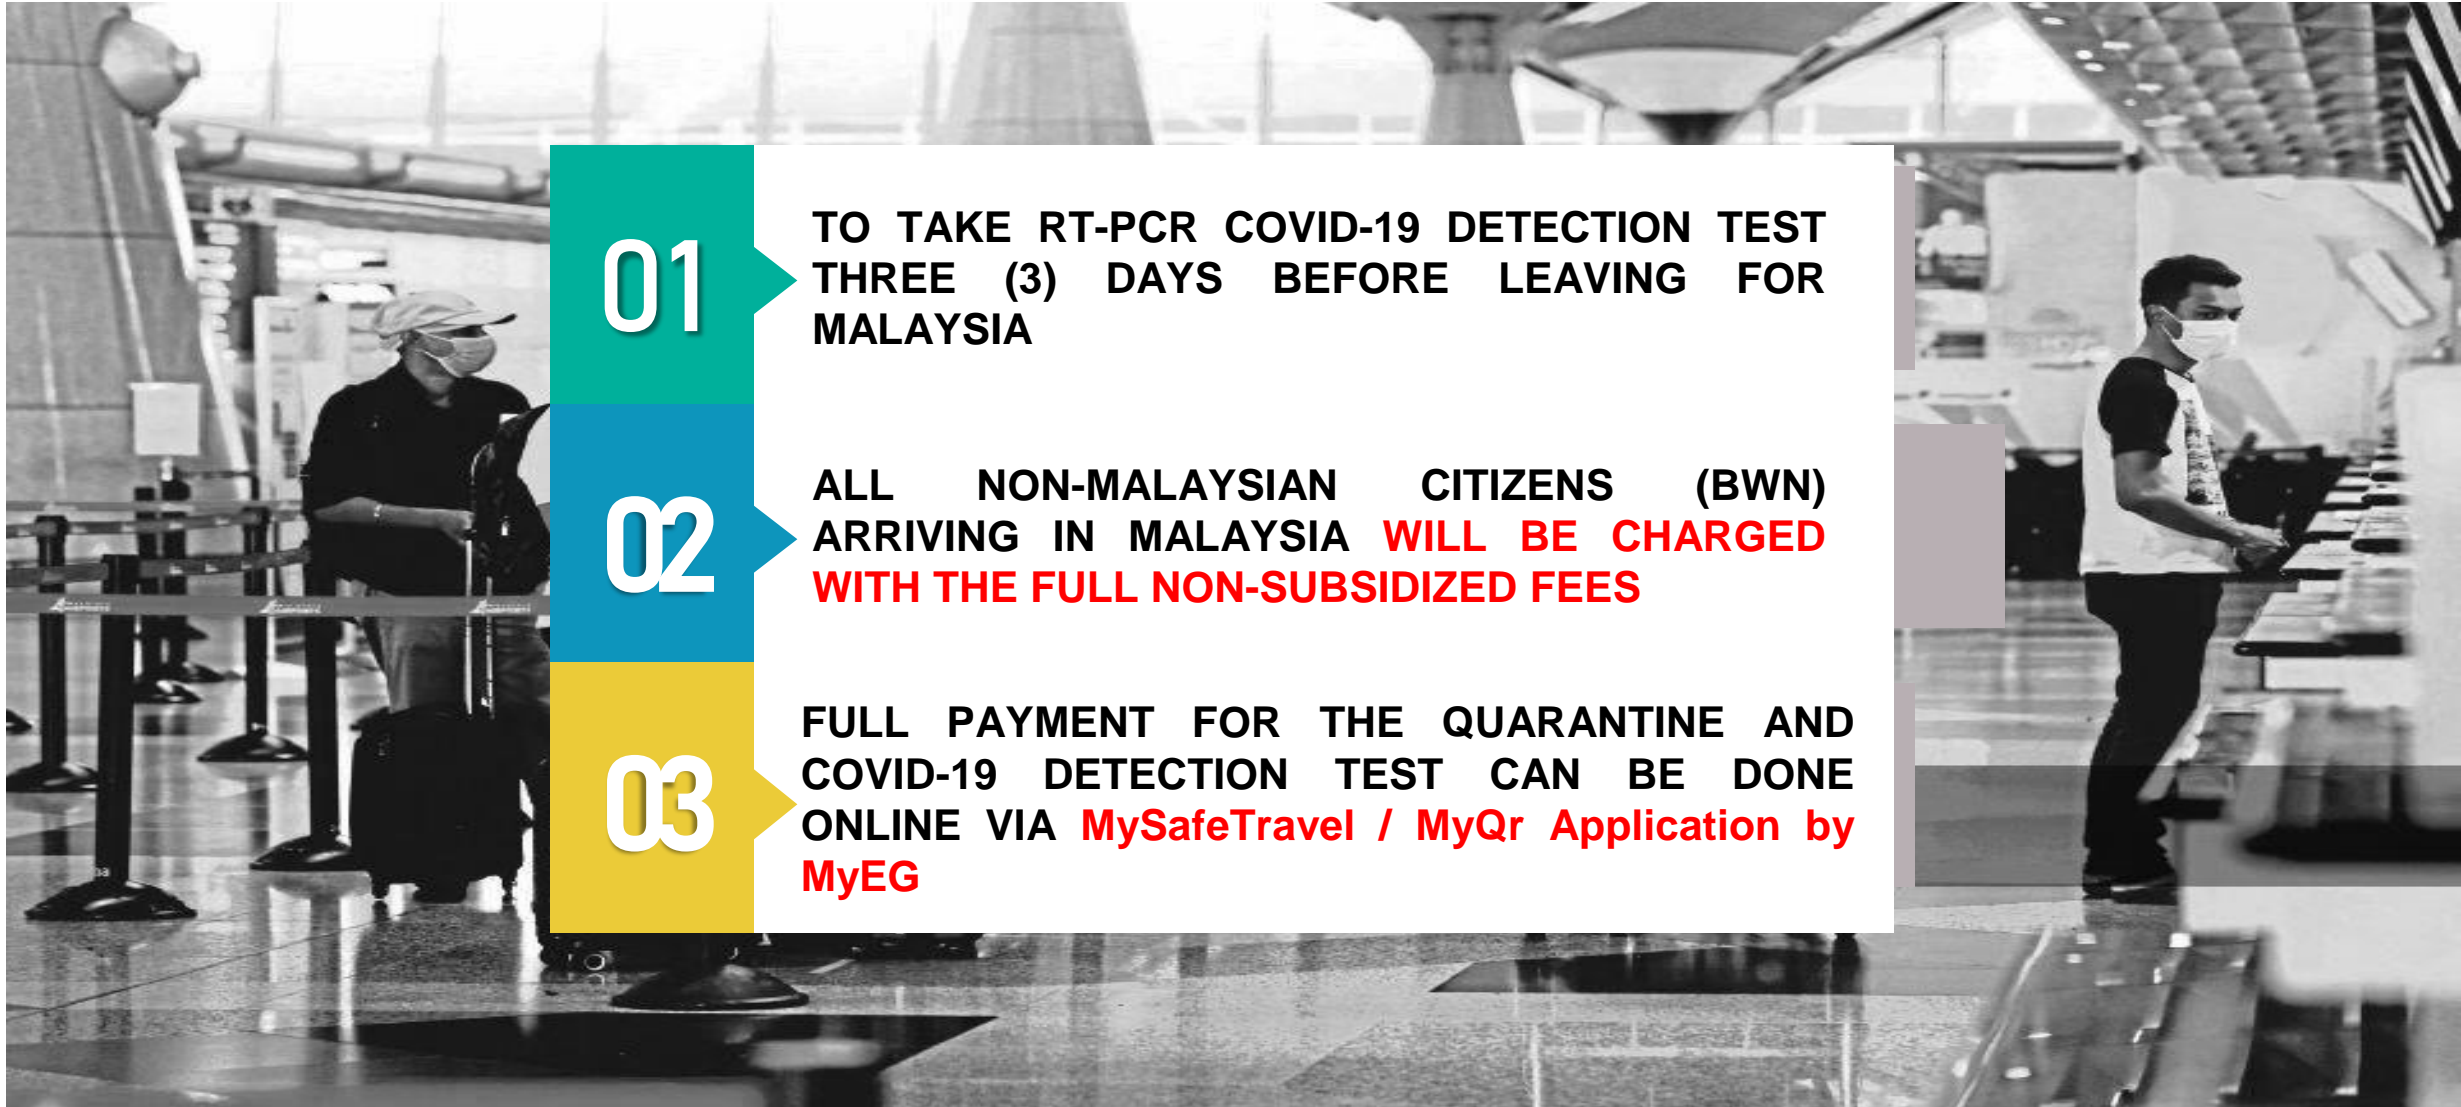 01
TO TAKE RT-PCR COVID-19 DETECTION TEST
THREE (3) DAYS BEFORE LEAVING FOR
MALAYSIA
02
ALL NON-MALAYSIAN CITIZENS (BWN)
ARRIVING IN MALAYSIA WILL BE CHARGED
WITH THE FULL NON-SUBSIDIZED FEES
03
FULL PAYMENT FOR THE QUARANTINE AND
COVID-19 DETECTION TEST CAN BE DONE
ONLINE VIA MySafeTravel / MyQr Application by
MyEG